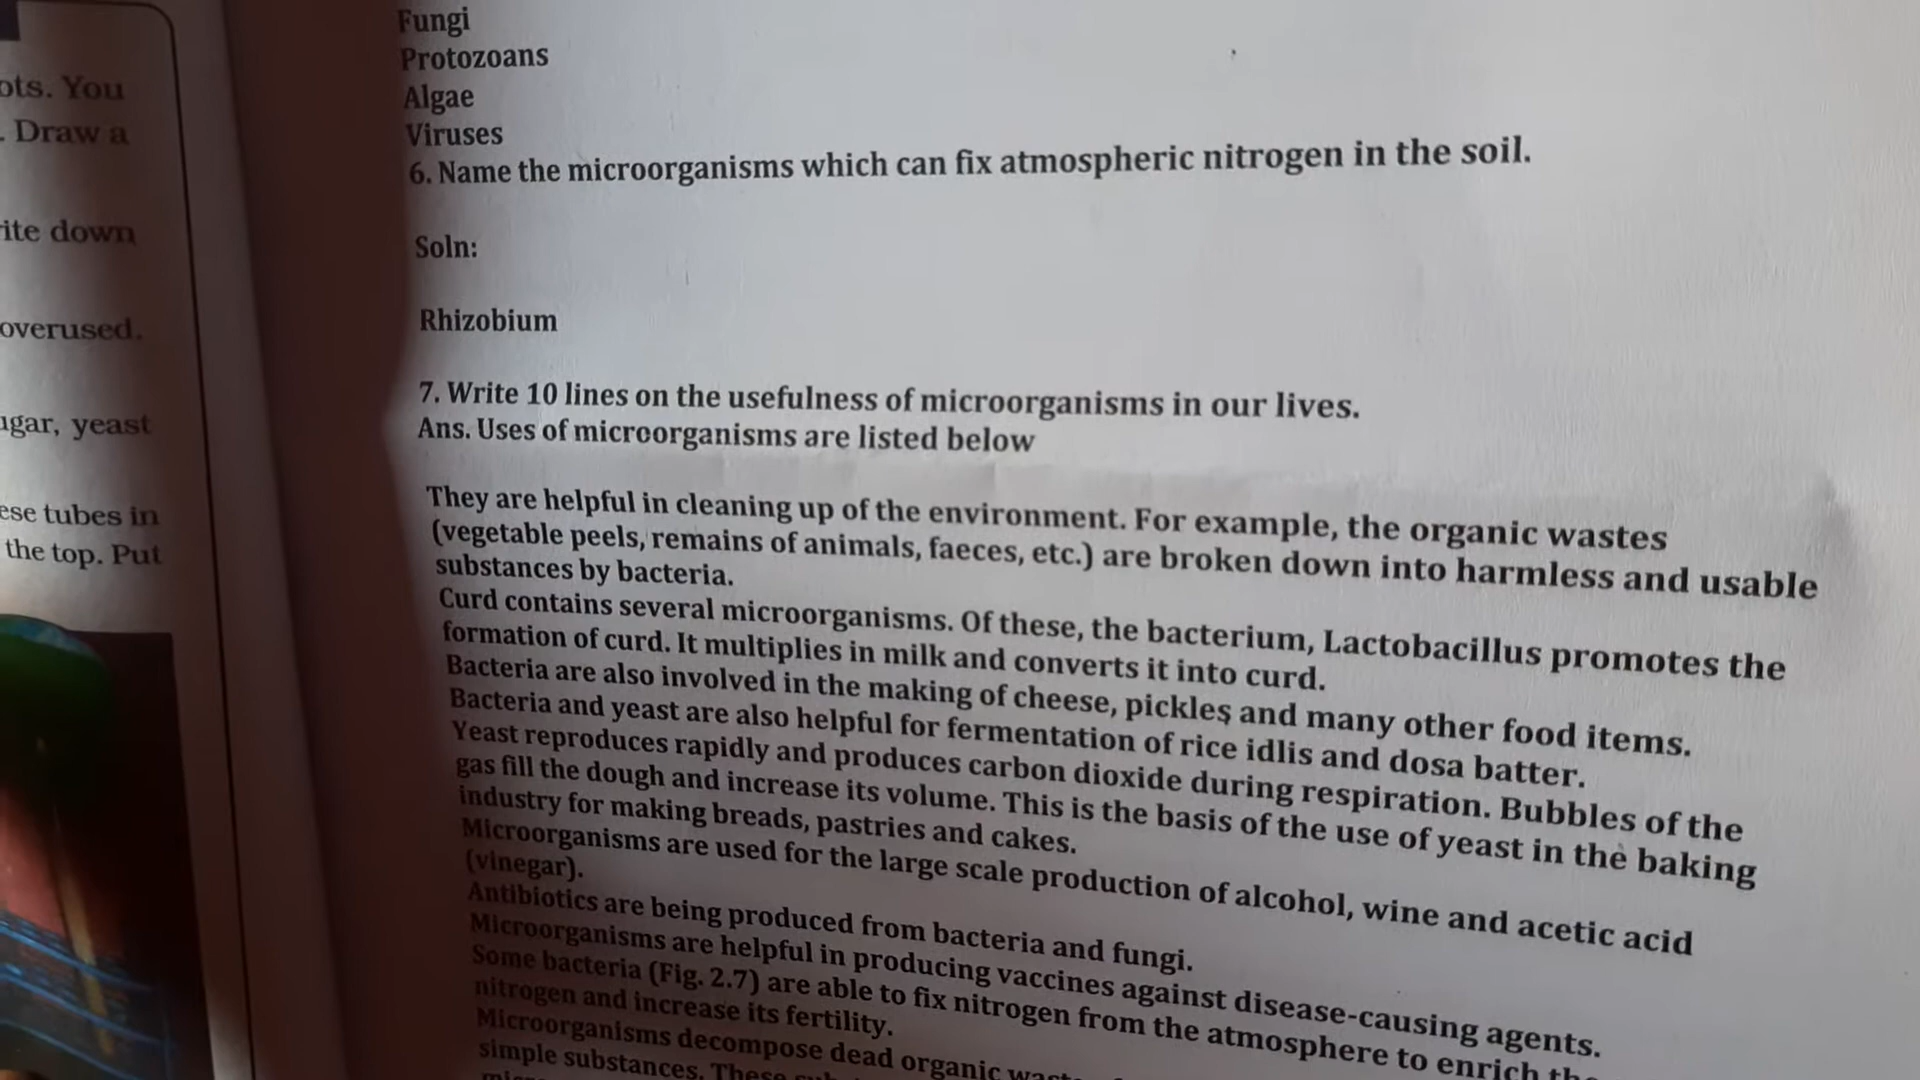 ots. You
. Draw a
ite down
overused.
ugar, yeast
ese tubes in
the top. Put
Fungi
Protozoans
Algae
Viruses
6. Name the microorganisms which can fix atmospheric nitrogen in the soil.
Soln:
Rhizobium
7. Write 10 lines on the usefulness of microorganisms in our lives.
Ans. Uses of microorganisms are listed below
They are helpful in cleaning up of the environment. For example, the organic wastes
(vegetable peels, remains of animals, faeces, etc.) are broken down into harmless and usable
substances by bacteria.
Curd contains several microorganisms. Of these, the bacterium, Lactobacillus promotes the
formation of curd. It multiplies in milk and converts it into curd.
Bacteria are also involved in the making of cheese, pickles and many other food items.
Bacteria and yeast are also helpful for fermentation of rice idlis and dosa batter.
Yeast reproduces rapidly and produces carbon dioxide during respiration. Bubbles of the
gas fill the dough and increase its volume. This is the basis of the use of yeast in the baking
industry for making breads, pastries and cakes.
Microorganisms are used for the large scale production of alcohol, wine and acetic acid
(vinegar).
Antibiotics are being produced from bacteria and fungi.
Microorganisms are helpful in producing vaccines against disease-causing agents.
Some bacteria (Fig. 2.7) are able to fix nitrogen from the atmosphere to enrich the
nitrogen and increase its fertility.
Microorganisms decompose dead organic
simple substances. These